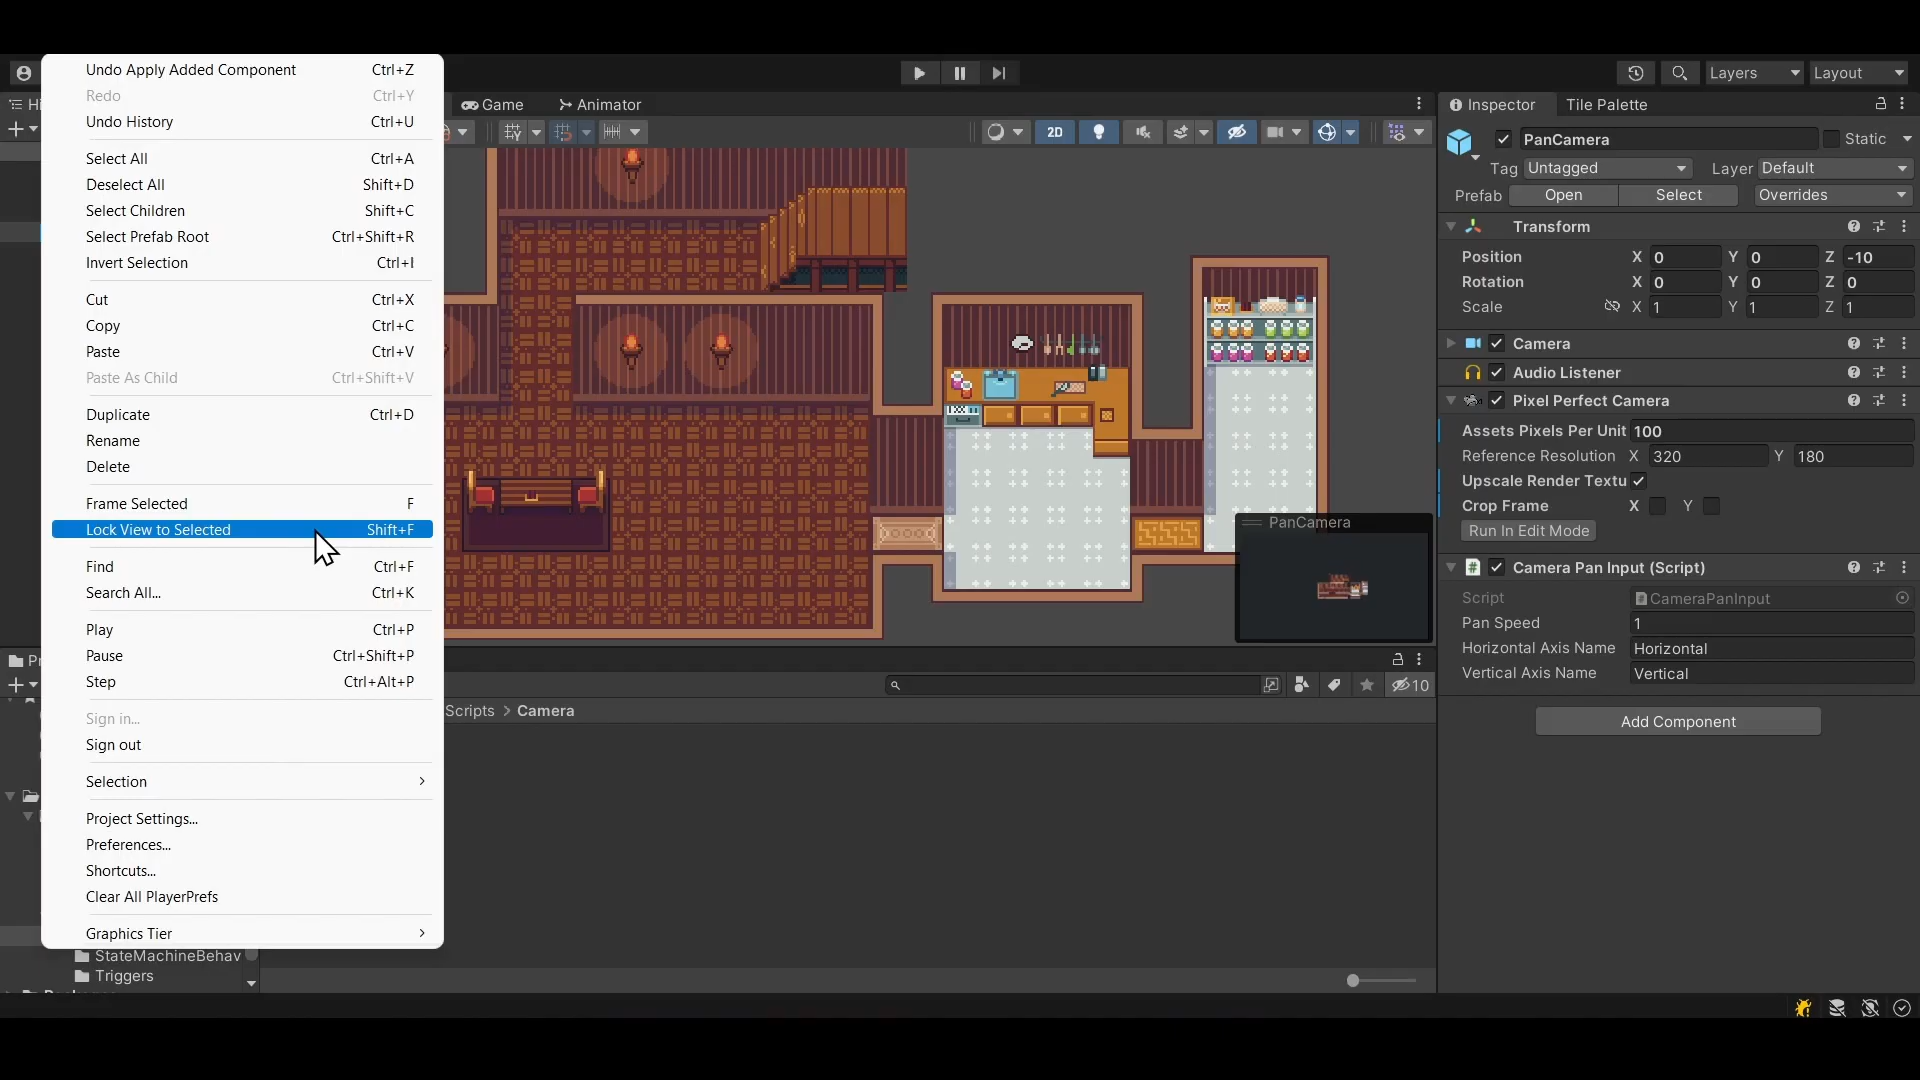 Undo Apply Added Component Ctrl+Z
Redo Ctrl+Y
Undo History Ctrl+U
Select All Ctrl+A
Deselect All Shift+D
Select Children Shift+C
Select Prefab Root Ctrl+Shift+R
Invert Selection Ctrl+I
Cut Ctrl+X
Copy Ctrl+C
Paste Ctrl+V
Paste As Child Ctrl+Shift+V
Duplicate Ctrl+D
Rename
Delete
Frame Selected F
Lock View to Selected Shift+F
Find Ctrl+F
Search All... Ctrl+K
Play Ctrl+P
Pause Ctrl+Shift+P
Step Ctrl+Alt+P
Sign in...
Sign out
Selection
Project Settings...
Preferences...
Shortcuts...
Clear All PlayerPrefs
Graphics Tier
StateMachineBehav
Triggers
Layers Layout
Game Animator
2D
PanCamera
10
Scripts > Camera
Inspector Tile Palette
PanCamera Static
Tag Untagged Layer Default
Prefab Open Select Overrides
Transform
Position X 0 Y 0 Z -10
Rotation X 0 Y 0 Z 0
Scale X 1 Y 1 Z 1
Camera
Audio Listener
Pixel Perfect Camera
Assets Pixels Per Unit 100
Reference Resolution X 320 Y 180
Upscale Render Textu
Crop Frame X Y
Run In Edit Mode
# Camera Pan Input (Script)
Script CameraPanInput
Pan Speed 1
Horizontal Axis Name Horizontal
Vertical Axis Name Vertical
Add Component